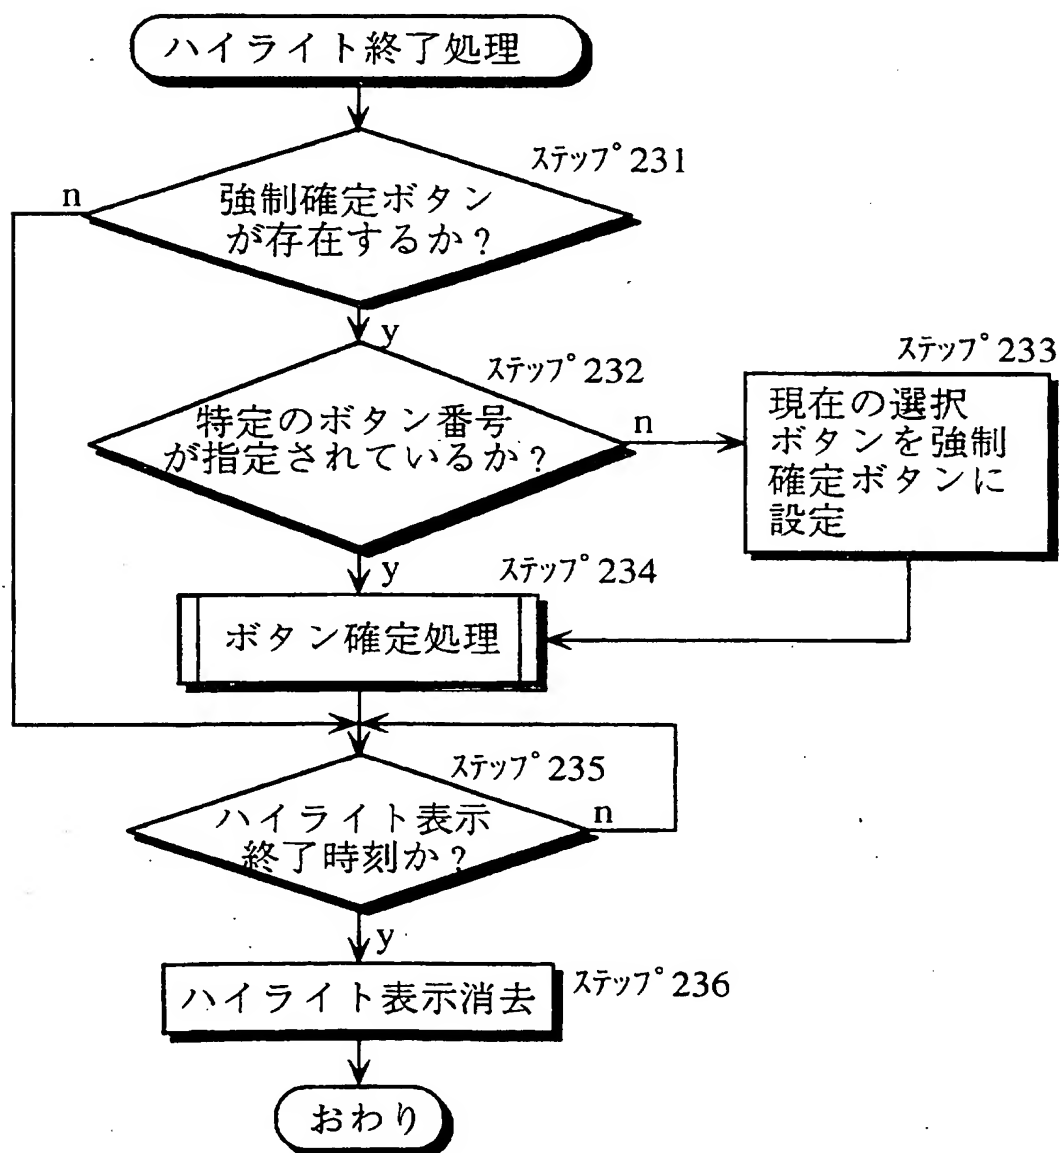 ハイライト終了処理
ステップ231
n
強制確定ボタン
が存在するか?
y
ステップ232
特定のボタン番号
が指定されているか?
n
ステップ233
現在の選択
ボタンを強制
確定ボタンに
設定
y
ステップ234
ボタン確定処理
ステップ235
ハイライト表示
終了時刻か?
n
y
ハイライト表示消去
ステップ236
おわり